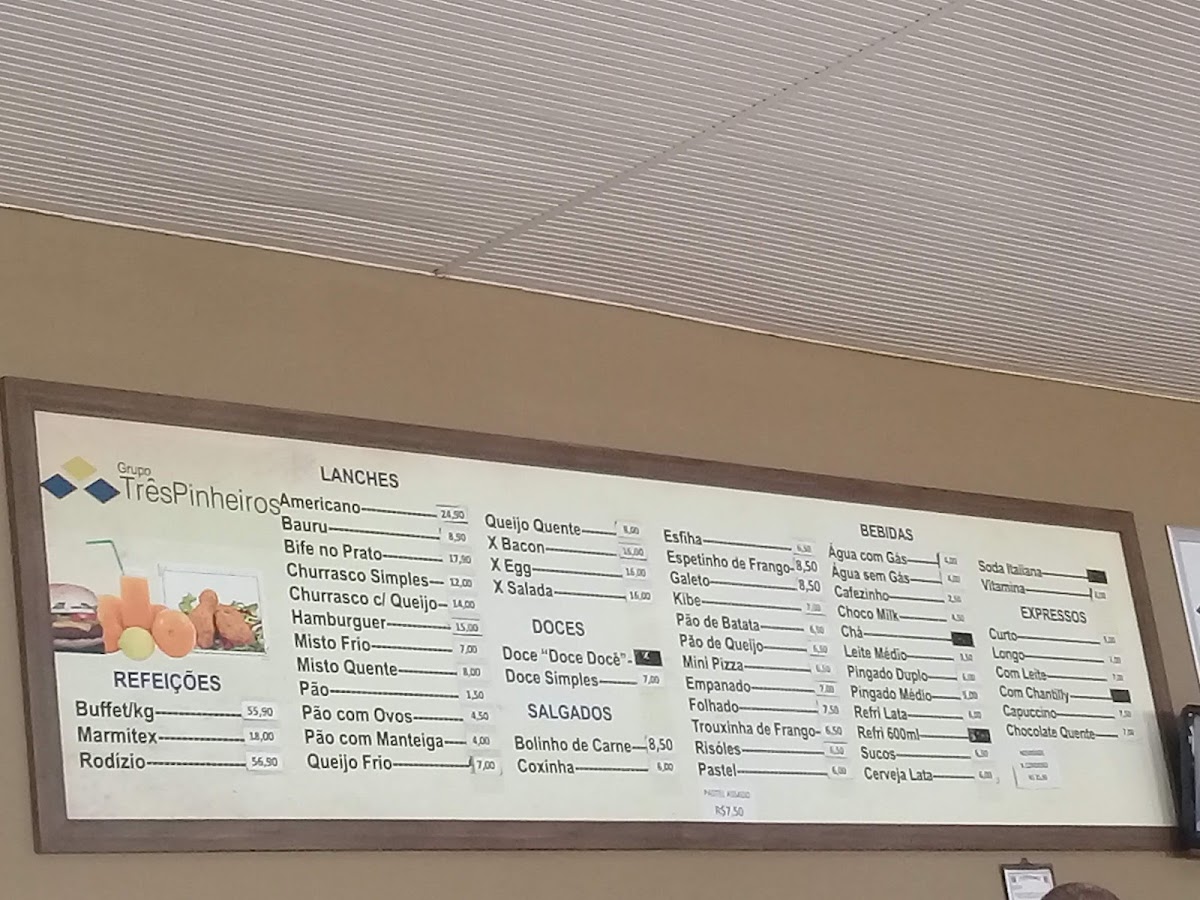 Grupo
TrêsPinheiros
REFEIÇÕES
Buffet/kg 55,90
Marmitex 18,00
Rodízio 56,90
LANCHES
Americano 24,90
Bauru 8,50
Bife no Prato 17,90
Churrasco Simples 12,00
Churrasco c/ Queijo 14,00
Hamburguer 15,00
Misto Frio 7,00
Misto Quente 8,00
Pão 1,50
Pão com Ovos 4,50
Pão com Manteiga 4,00
Queijo Frio 7,00
Queijo Quente 8,00
X Bacon 16,00
X Egg 16,00
X Salada 16,00
DOCES
Doce "Doce Docê"
Doce Simples 7,00
SALGADOS
Bolinho de Carne 8,50
Coxinha 6,00
Esfiha 6,50
Espetinho de Frango 8,50
Galeto 8,50
Kibe 7,00
Pão de Batata 6,50
Pão de Queijo 6,50
Mini Pizza 6,50
Empanado 7,00
Folhado 7,50
Trouxinha de Frango 6,50
Risóles 6,50
Pastel 6,00
PASTEL ASSADO
R$7,50
BEBIDAS
Água com Gás 4,00
Água sem Gás 4,00
Cafezinho 2,50
Choco Milk 4,50
Chá
Leite Médio 3,50
Pingado Duplo 6,00
Pingado Médio 5,00
Refri Lata 6,00
Refri 600ml
Sucos 6,50
Cerveja Lata 6,00
Soda Italiana
Vitamina 8,00
EXPRESSOS
Curto 5,00
Longo
Com Leite 7,00
Com Chantilly
Capuccino 7,50
Chocolate Quente 7,00